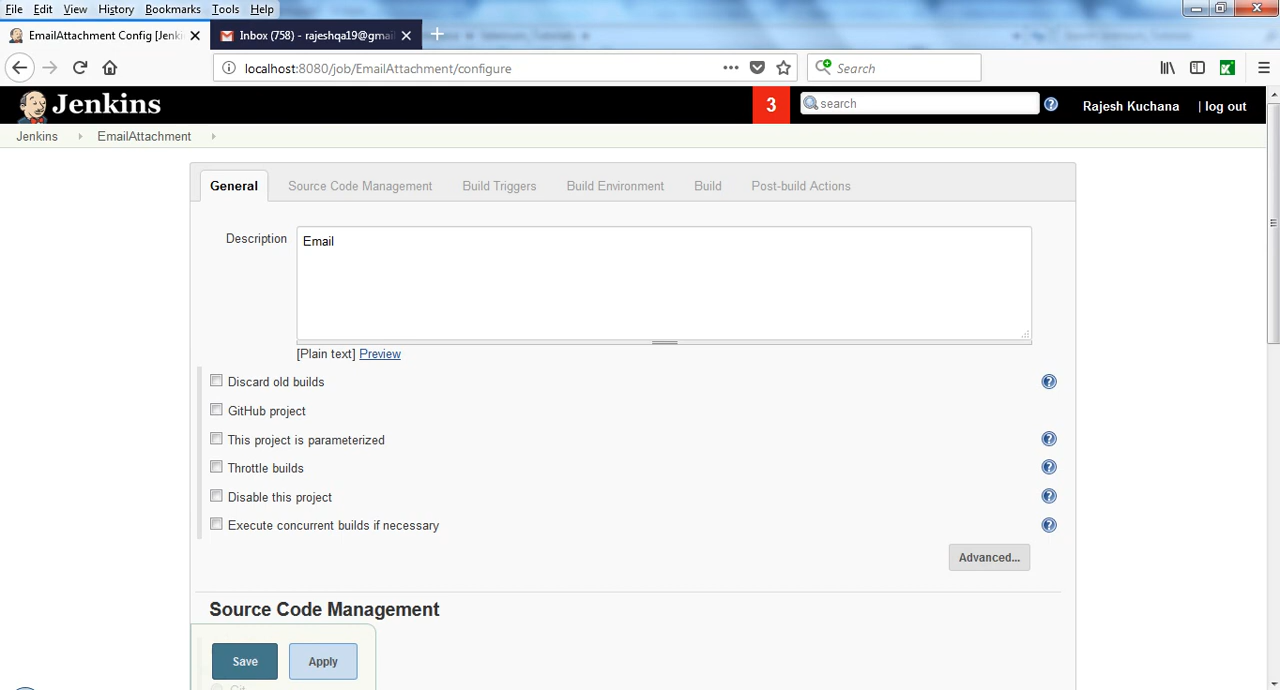 File Edit View History Bookmarks Tools Help
EmailAttachment Config [Jenki
Inbox (758) - rajeshqa19@gmai
localhost:8080/job/EmailAttachment/configure
Search
Jenkins
3
search
Rajesh Kuchana | log out
Jenkins EmailAttachment
General Source Code Management Build Triggers Build Environment Build Post-build Actions
Description
Email
[Plain text] Preview
Discard old builds
GitHub project
This project is parameterized
Throttle builds
Disable this project
Execute concurrent builds if necessary
Advanced...
Source Code Management
Save Apply